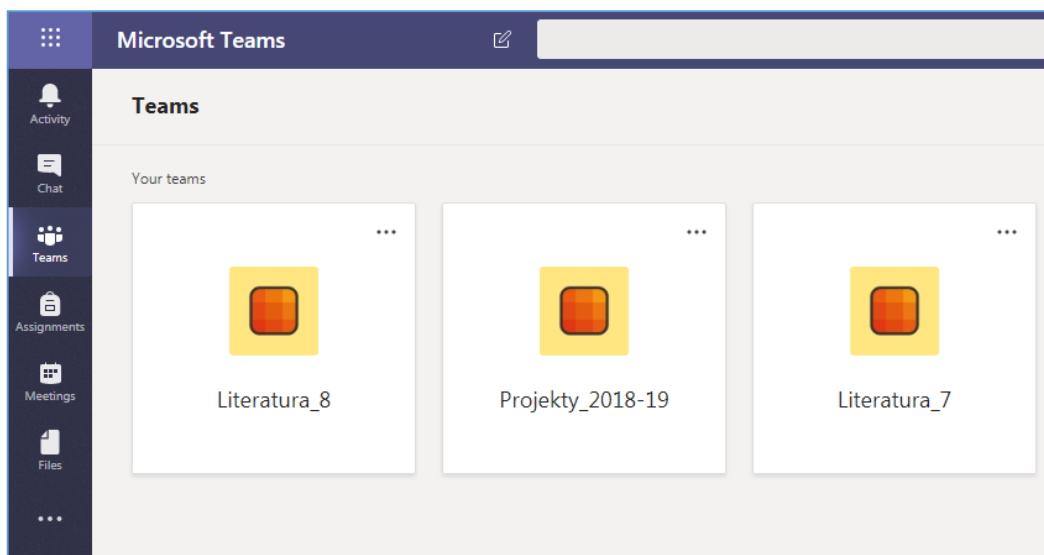 Microsoft Teams
Activity
Chat
Teams
Assignments
Meetings
Files
Teams
Your teams
Literatura_8
Projekty_2018-19
Literatura_7